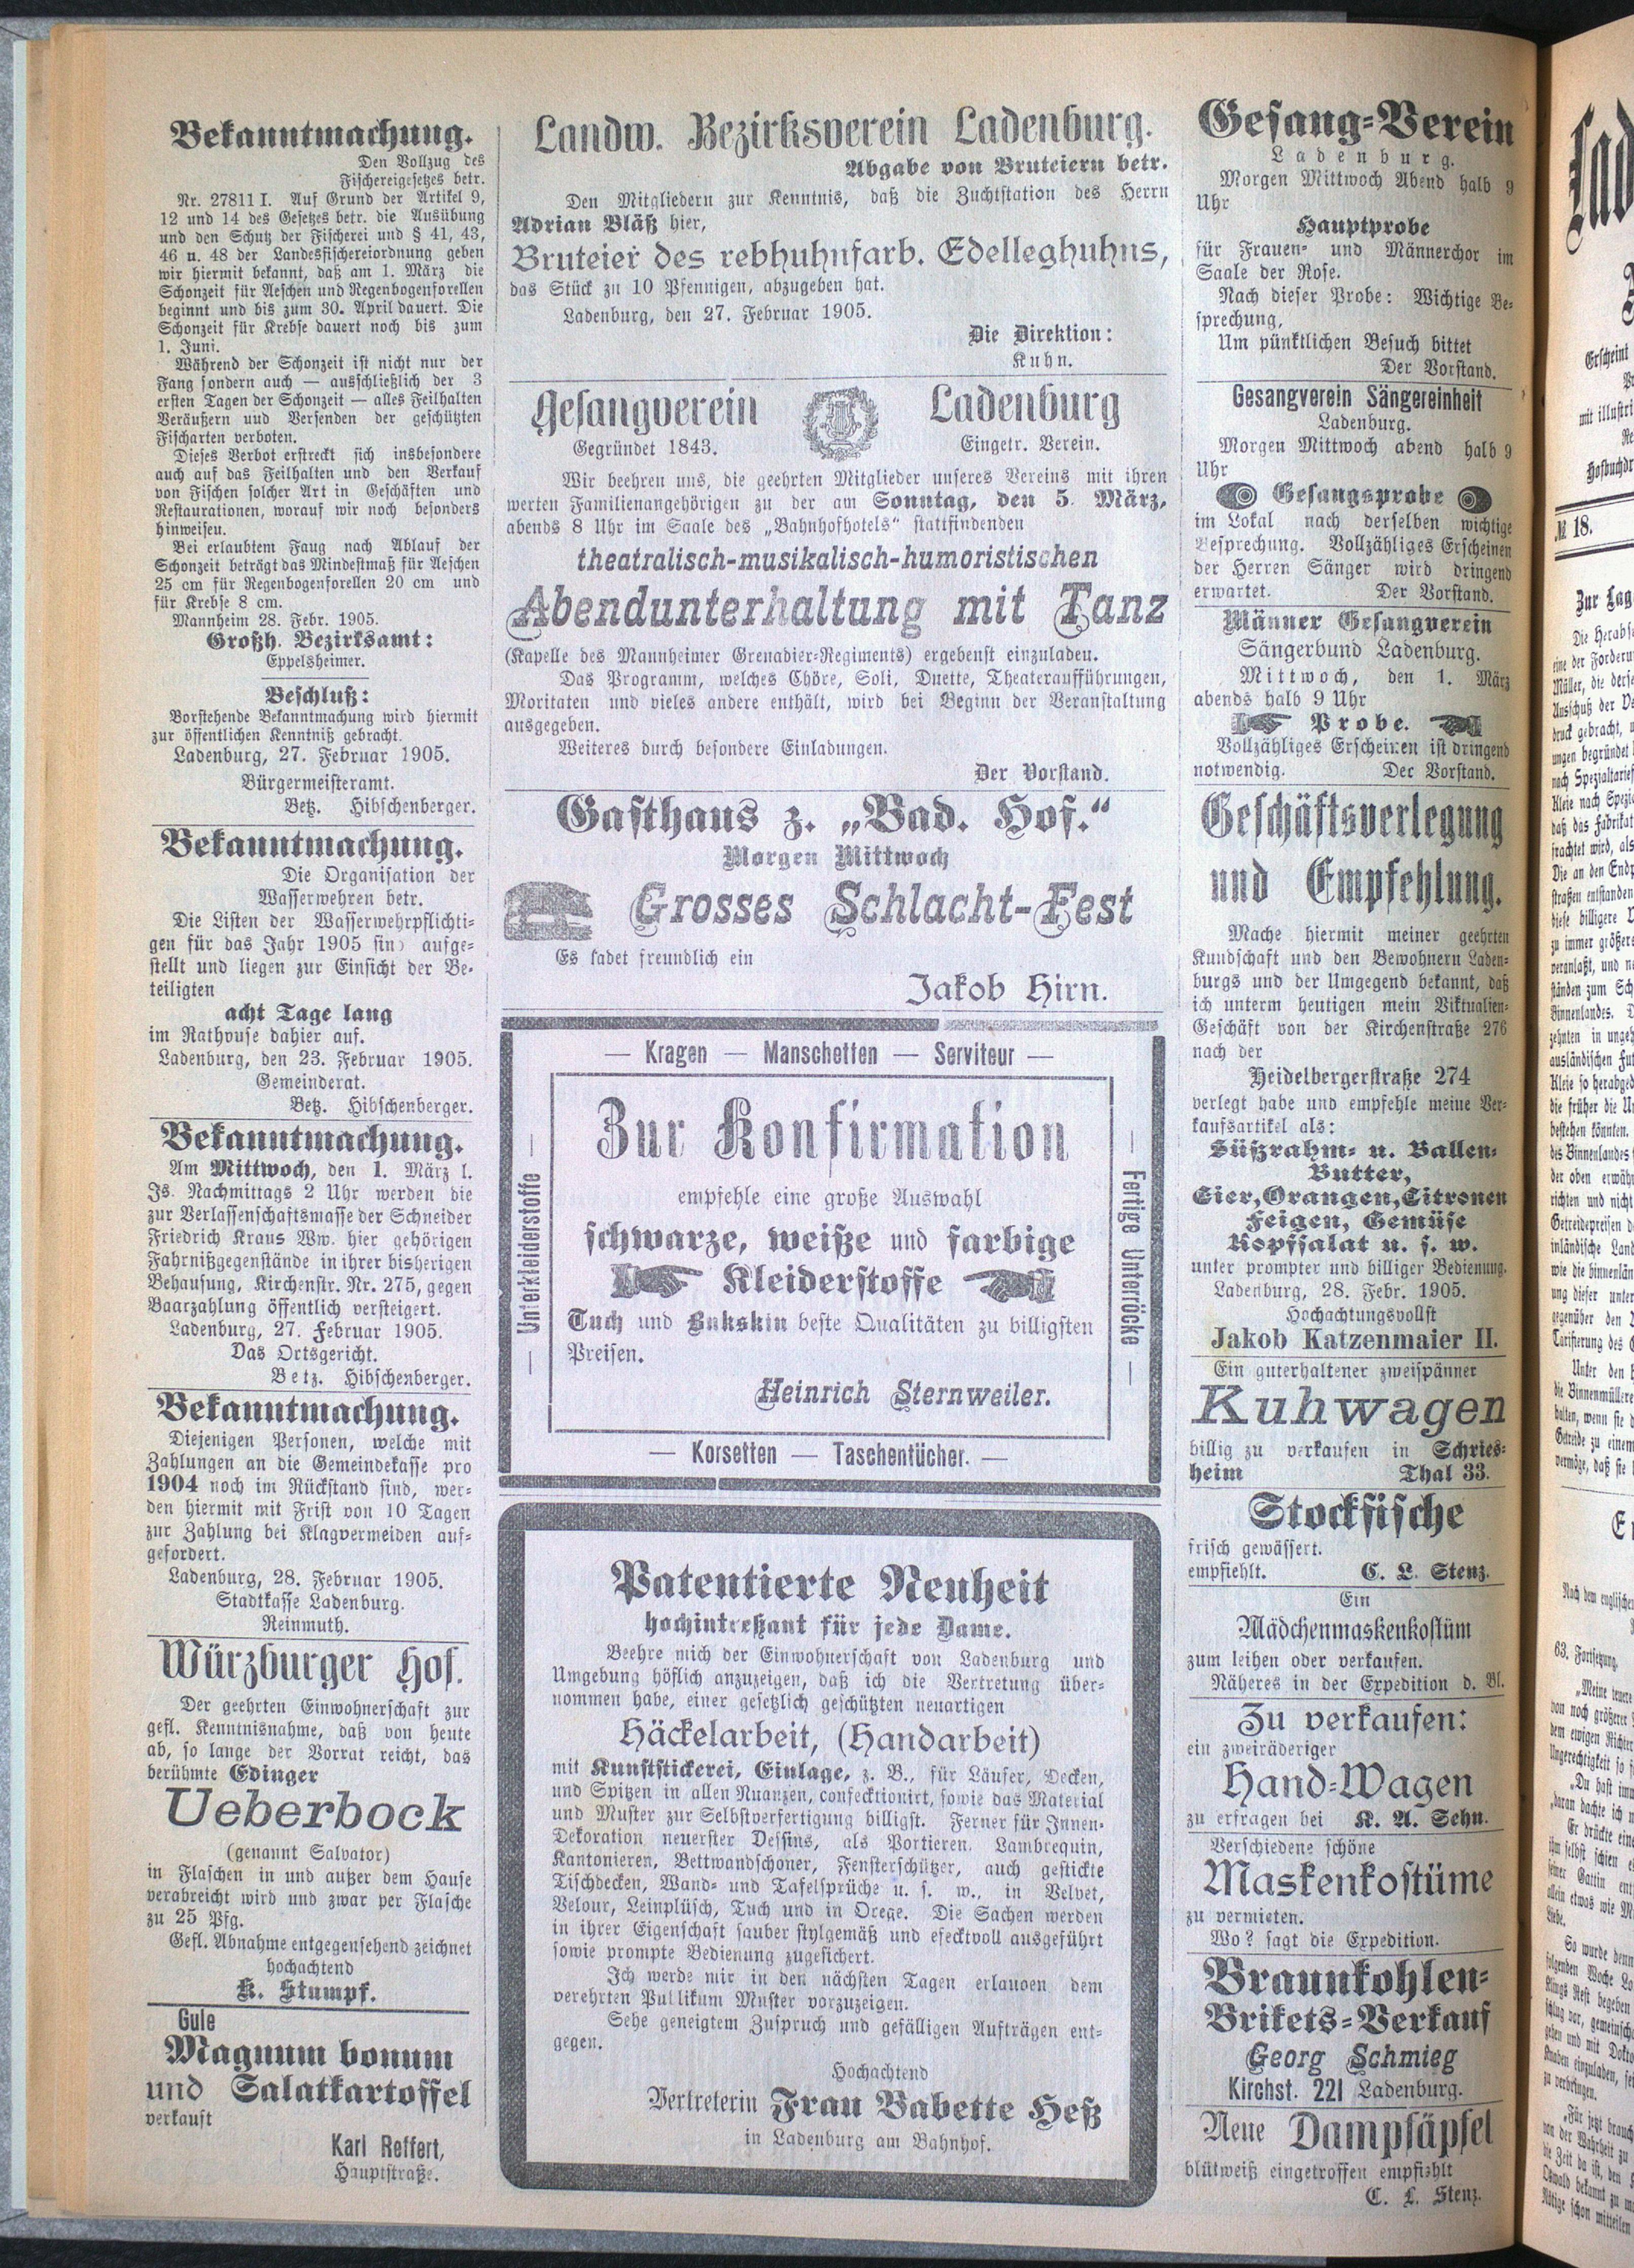 Bekanntmachung.
Den Vollzug des
Fischereigesetzes betr.
Nr. 27811 I. Auf Grund der Artikel 9,
12 und 14 des Gesetzes betr. die Ausübung
und den Schutz der Fischerei und § 41, 43,
46 u. 48 der Landesfischereiordnung geben
wir hiermit bekannt, daß am 1. März die
Schonzeit für Aeschen und Regenbogenforellen
beginnt und bis zum 30. April dauert. Die
Schonzeit für Krebse dauert noch bis zum
1. Juni.
Während der Schonzeit ist nicht nur der
Fang sondern auch — ausschließlich der 3
ersten Tagen der Schonzeit — alles Feilhalten
Veräußern uud Versenden der geschützten
Fischarten verboten.
Dieses Verbot erstreckt sich insbesondere
auch auf das Feilhalten und den Verkauf
von Fischen solcher Art in Geschäften und
Restaurationen, worauf wir noch besonders
hinweisen.
Bei erlaubtem Faug nach Ablauf der
Schonzeit beträgt das Mindestmaß für Aeschen
25 cm für Regenbogenforellen 20 cm und
für Krebse 8 cm.
Mannheim 28. Febr. 1905.
Großh. Bezirksamt:
Eppelsheimer.
Beschluß:
Vorstehende Bekanntmachung wird hiermit
zur öffentlichen Kenntniß gebracht.
Ladenburg, 27. Februar 1905.
Bürgermeisteramt.
Betz. Hibschenberger.
Bekanntmachung.
Die Organisation der
Wasserwehren betr.
Die Listen der Wasserwehrpflichti-
gen für das Jahr 1905 sind aufge-
stellt und liegen zur Einsicht der Be-
teiligten
acht Tage lang
im Rathause dahier auf.
Ladenburg, den 23. Februar 1905.
Gemeinderat.
Betz. Hibschenberger.
Bekanntmachung.
Am Mittwoch, den 1. März l.
Js. Nachmittags 2 Uhr werden die
zur Verlassenschaftsmasse der Schneider
Friedrich Kraus Ww. hier gehörigen
Fahrnißgegenstände in ihrer bisherigen
Behausung, Kirchenstr. Nr. 275, gegen
Baarzahlung öffentlich versteigert.
Ladenburg, 27. Februar 1905.
Das Ortsgericht.
Betz. Hibschenberger.
Bekanntmachung.
Diejenigen Personen, welche mit
Zahlungen an die Gemeindekasse pro
1904 noch im Rückstand sind, wer-
den hiermit mit Frist von 10 Tagen
zur Zahlung bei Klagvermeiden auf-
gefordert.
Ladenburg, 28. Februar 1905.
Stadtkasse Ladenburg.
Reinmuth.
Würzburger Hof.
Der geehrten Einwohnerschaft zur
gefl. Kenntnisnahme, daß von heute
ab, so lange der Vorrat reicht, das
berühmte Edinger
Ueberbock
(genannt Salvator)
in Flaschen in und außer dem Hause
verabreicht wird und zwar per Flasche
zu 25 Pfg.
Gefl. Abnahme entgegensehend zeichnet
hochachtend
K. Stumpf.
Gute
Magnum bonum
und Salatkartoffel
verkauft
Karl Reffert,
Hauptstraße.
Landw. Bezirksverein Ladenburg.
Abgabe von Bruteiern betr.
Den Mitgliedern zur Kenntnis, daß die Zuchtstation des Herrn
Adrian Bläß hier,
Bruteier des rebhuhnfarb. Edelleghuhns,
das Stück zu 10 Pfennigen, abzugeben hat.
Ladenburg, den 27. Februar 1905.
Die Direktion:
Kuhn.
Gesangverein Ladenburg
Gegründet 1843. Eingetr. Verein.
Wir beehren uns, die geehrten Mitglieder unseres Vereins mit ihren
werten Familienangehörigen zu der am Sonntag, den 5. März,
abends 8 Uhr im Saale des „Bahnhofhotels“ stattfindenden
theatralisch-musikalisch-humoristischen
Abendunterhaltung mit Tanz
(Kapelle des Mannheimer Grenadier-Regiments) ergebenst einzuladen.
Das Programm, welches Chöre, Soli, Duette, Theateraufführungen,
Moritaten und vieles andere enthält, wird bei Beginn der Veranstaltung
ausgegeben.
Weiteres durch besondere Einladungen.
Der Vorstand.
Gasthaus z. „Bad. Hof.“
Morgen Mittwoch
Grosses Schlacht-Fest
Es ladet freundlich ein
Jakob Hirn.
— Kragen — Manschetten — Serviteur —
— Unterkleiderstoffe —
Zur Konfirmation
empfehle eine große Auswahl
schwarze, weiße und farbige
Kleiderstoffe
Tuch und Bukskin beste Qualitäten zu billigsten
Preisen.
Heinrich Sternweiler.
— Fertige Unterröcke —
— Korsetten — Taschentücher. —
Patentierte Neuheit
hochintreßant für jede Dame.
Beehre mich der Einwohnerschaft von Ladenburg und
Umgebung höflich anzuzeigen, daß ich die Vertretung über-
nommen habe, einer gesetzlich geschützten neuartigen
Häckelarbeit, (Handarbeit)
mit Kunststickerei, Einlage, z. B., für Läufer, Decken,
und Spitzen in allen Nuanzen, confecktionirt, sowie das Material
und Muster zur Selbstverfertigung billigst. Ferner für Innen-
Dekoration neuerster Dessins, als Portieren, Lambrequin,
Kantonieren, Bettwandschoner, Fensterschützer, auch gestickte
Tischdecken, Wand- und Tafelsprüche u. s. w., in Velvet,
Velour, Leinplüsch, Tuch und in Orege. Die Sachen werden
in ihrer Eigenschaft sauber stylgemäß und efecktvoll ausgeführt
sowie prompte Bedienung zugesichert.
Ich werde mir in den nächsten Tagen erlauben dem
verehrten Publikum Muster vorzuzeigen.
Sehe geneigtem Zuspruch und gefälligen Aufträgen ent-
gegen.
Hochachtend
Vertreterin Frau Babette Heß
in Ladenburg am Bahnhof.
Gesang-Verein
Ladenburg.
Morgen Mittwoch Abend halb 9
Uhr
Hauptprobe
für Frauen- und Männerchor im
Saale der Rose.
Nach dieser Probe: Wichtige Be-
sprechung,
Um pünktlichen Besuch bittet
Der Vorstand.
Gesangverein Sängereinheit
Ladenburg.
Morgen Mittwoch abend halb 9
Uhr
Gesangsprobe
im Lokal nach derselben wichtige
Besprechung. Vollzähliges Erscheinen
der Herren Sänger wird dringend
erwartet. Der Vorstand.
Männer Gesangverein
Sängerbund Ladenburg.
Mittwoch, den 1. März
abends halb 9 Uhr
Probe.
Vollzähliges Erscheinen ist dringend
notwendig. Der Vorstand.
Geschäftsverlegung
und Empfehlung.
Mache hiermit meiner geehrten
Kundschaft und den Bewohnern Laden-
burgs und der Umgegend bekannt, daß
ich unterm heutigen mein Viktualien-
Geschäft von der Kirchenstraße 276
nach der
Heidelbergerstraße 274
verlegt habe und empfehle meine Ver-
kaufsartikel als:
Süßrahm- u. Ballen-
Butter,
Eier, Orangen, Citronen
Feigen, Gemüse
Kopfsalat u. s. w.
unter prompter und billiger Bedienung.
Ladenburg, 28. Febr. 1905.
Hochachtungsvollst
Jakob Katzenmaier II.
Ein guterhaltener zweispänner
Kuhwagen
billig zu verkaufen in Schries-
heim Thal 33.
Stockfische
frisch gewässert.
empfiehlt. C. L. Stenz.
Ein
Mädchenmaskenkostüm
zum leihen oder verkaufen.
Näheres in der Expedition d. Bl.
Zu verkaufen:
ein zweiräderiger
Hand-Wagen
zu erfragen bei K. A. Sehn.
Verschiedene schöne
Maskenkostüme
zu vermieten.
Wo? sagt die Expedition.
Braunkohlen-
Brikets-Verkauf
Georg Schmieg
Kirchst. 221 Ladenburg.
Neue Dampfäpfel
blütweiß eingetroffen empfiehlt
C. L. Stenz.
№ 18.